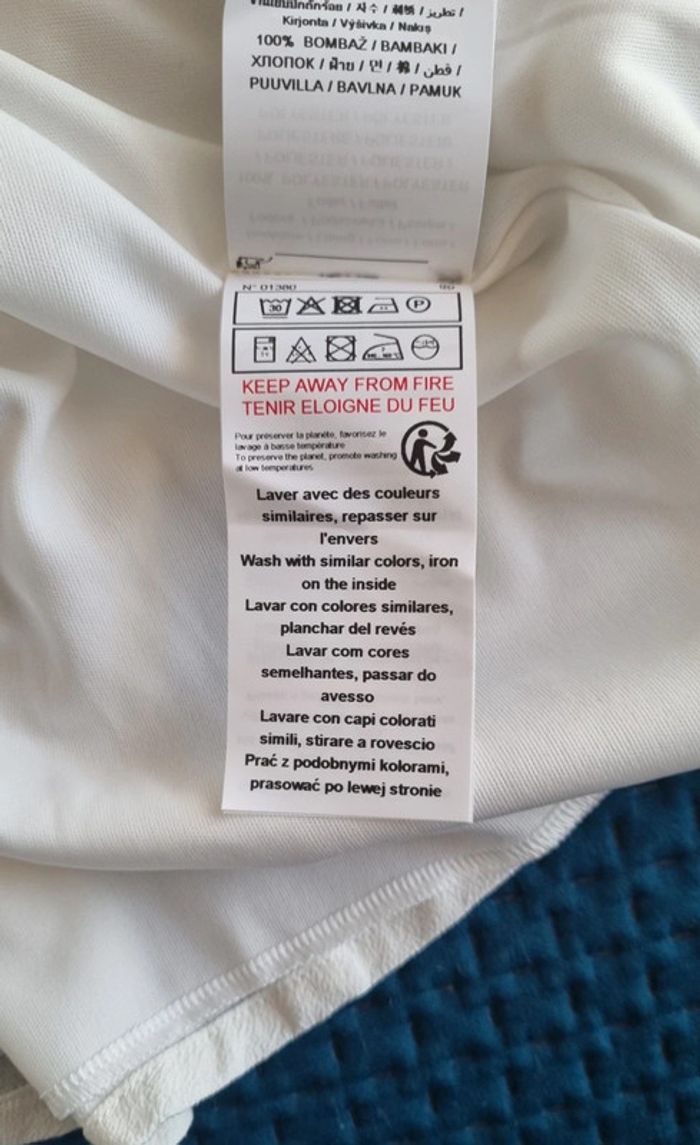 Kirjonta / Výšivka / Nakış
100% BOMBAŽ / BAMBAKI /
ХЛОПОК / ฝ้าย / 면 / 棉 / قطن /
PUUVILLA / BAVLNA / PAMUK
N° 01380
30
P
KEEP AWAY FROM FIRE
TENIR ELOIGNE DU FEU
Pour préserver la planète, favorisez le
lavage à basse température
To preserve the planet, promote washing
at low temperatures
Laver avec des couleurs
similaires, repasser sur
l'envers
Wash with similar colors, iron
on the inside
Lavar con colores similares,
planchar del revés
Lavar com cores
semelhantes, passar do
avesso
Lavare con capi colorati
simili, stirare a rovescio
Prać z podobnymi kolorami,
prasować po lewej stronie